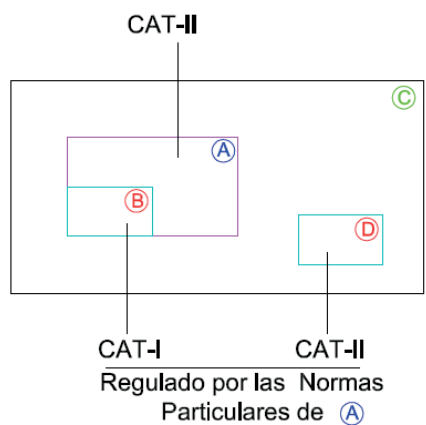 CAT-II
Ⓒ
Ⓐ
Ⓑ
Ⓓ
CAT-I CAT-II
Regulado por las Normas
Particulares de Ⓐ